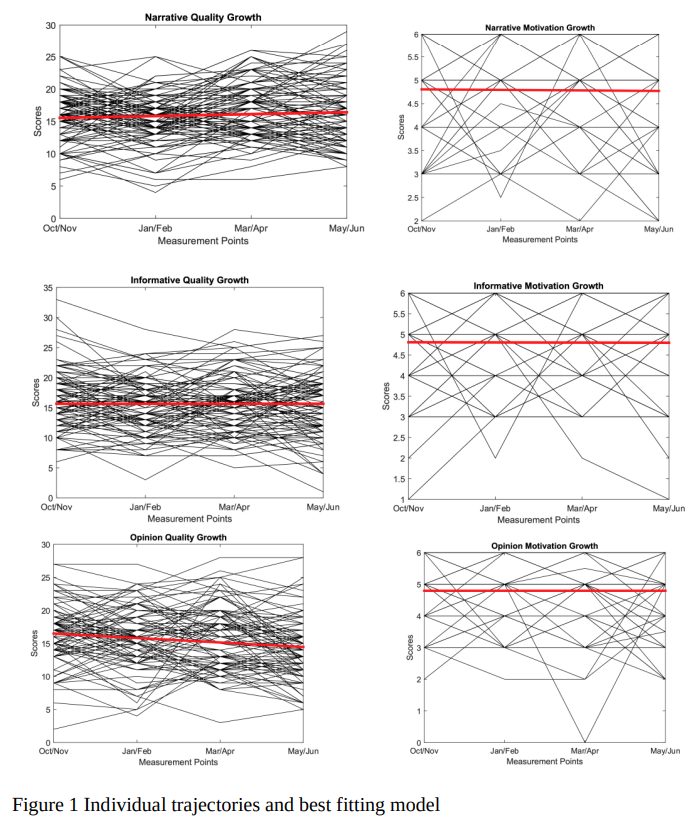 Narrative Quality Growth
30
25
20
15
10
5
0
Scores
Oct/Nov Jan/Feb Mar/Apr May/Jun
Measurement Points
Narrative Motivation Growth
6
5.5
5
4.5
4
3.5
3
2.5
2
Scores
Oct/Nov Jan/Feb Mar/Apr May/Jun
Measurement Points
Informative Quality Growth
35
30
25
20
15
10
5
0
Scores
Oct/Nov Jan/Feb Mar/Apr May/Jun
Measurement Points
Informative Motivation Growth
6
5.5
5
4.5
4
3.5
3
2.5
2
1.5
1
Scores
Oct/Nov Jan/Feb Mar/Apr May/Jun
Measurement Points
Opinion Quality Growth
30
25
20
15
10
5
0
Scores
Oct/Nov Jan/Feb Mar/Apr May/Jun
Measurement Points
Opinion Motivation Growth
6
5
4
3
2
1
0
Scores
Oct/Nov Jan/Feb Mar/Apr May/Jun
Measurement Points
Figure 1 Individual trajectories and best fitting model